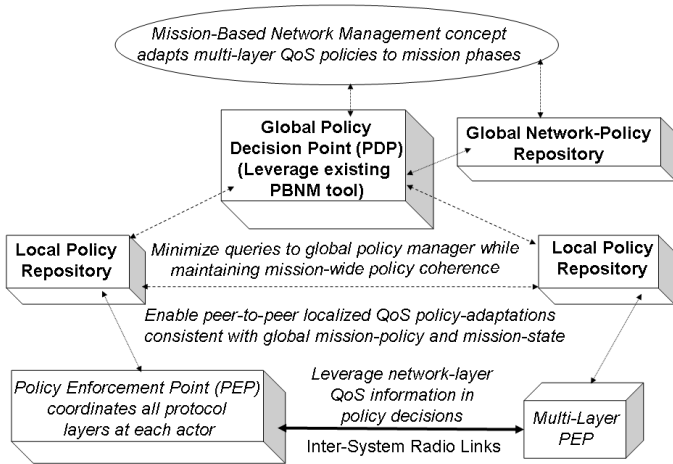 Mission-Based Network Management concept
adapts multi-layer QoS policies to mission phases
Global Policy
Decision Point (PDP)
(Leverage existing
PBNM tool)
Global Network-Policy
Repository
Local Policy
Repository
Minimize queries to global policy manager while
maintaining mission-wide policy coherence
Local Policy
Repository
Enable peer-to-peer localized QoS policy-adaptations
consistent with global mission-policy and mission-state
Policy Enforcement Point (PEP)
coordinates all protocol
layers at each actor
Leverage network-layer
QoS information in
policy decisions
Inter-System Radio Links
Multi-Layer
PEP